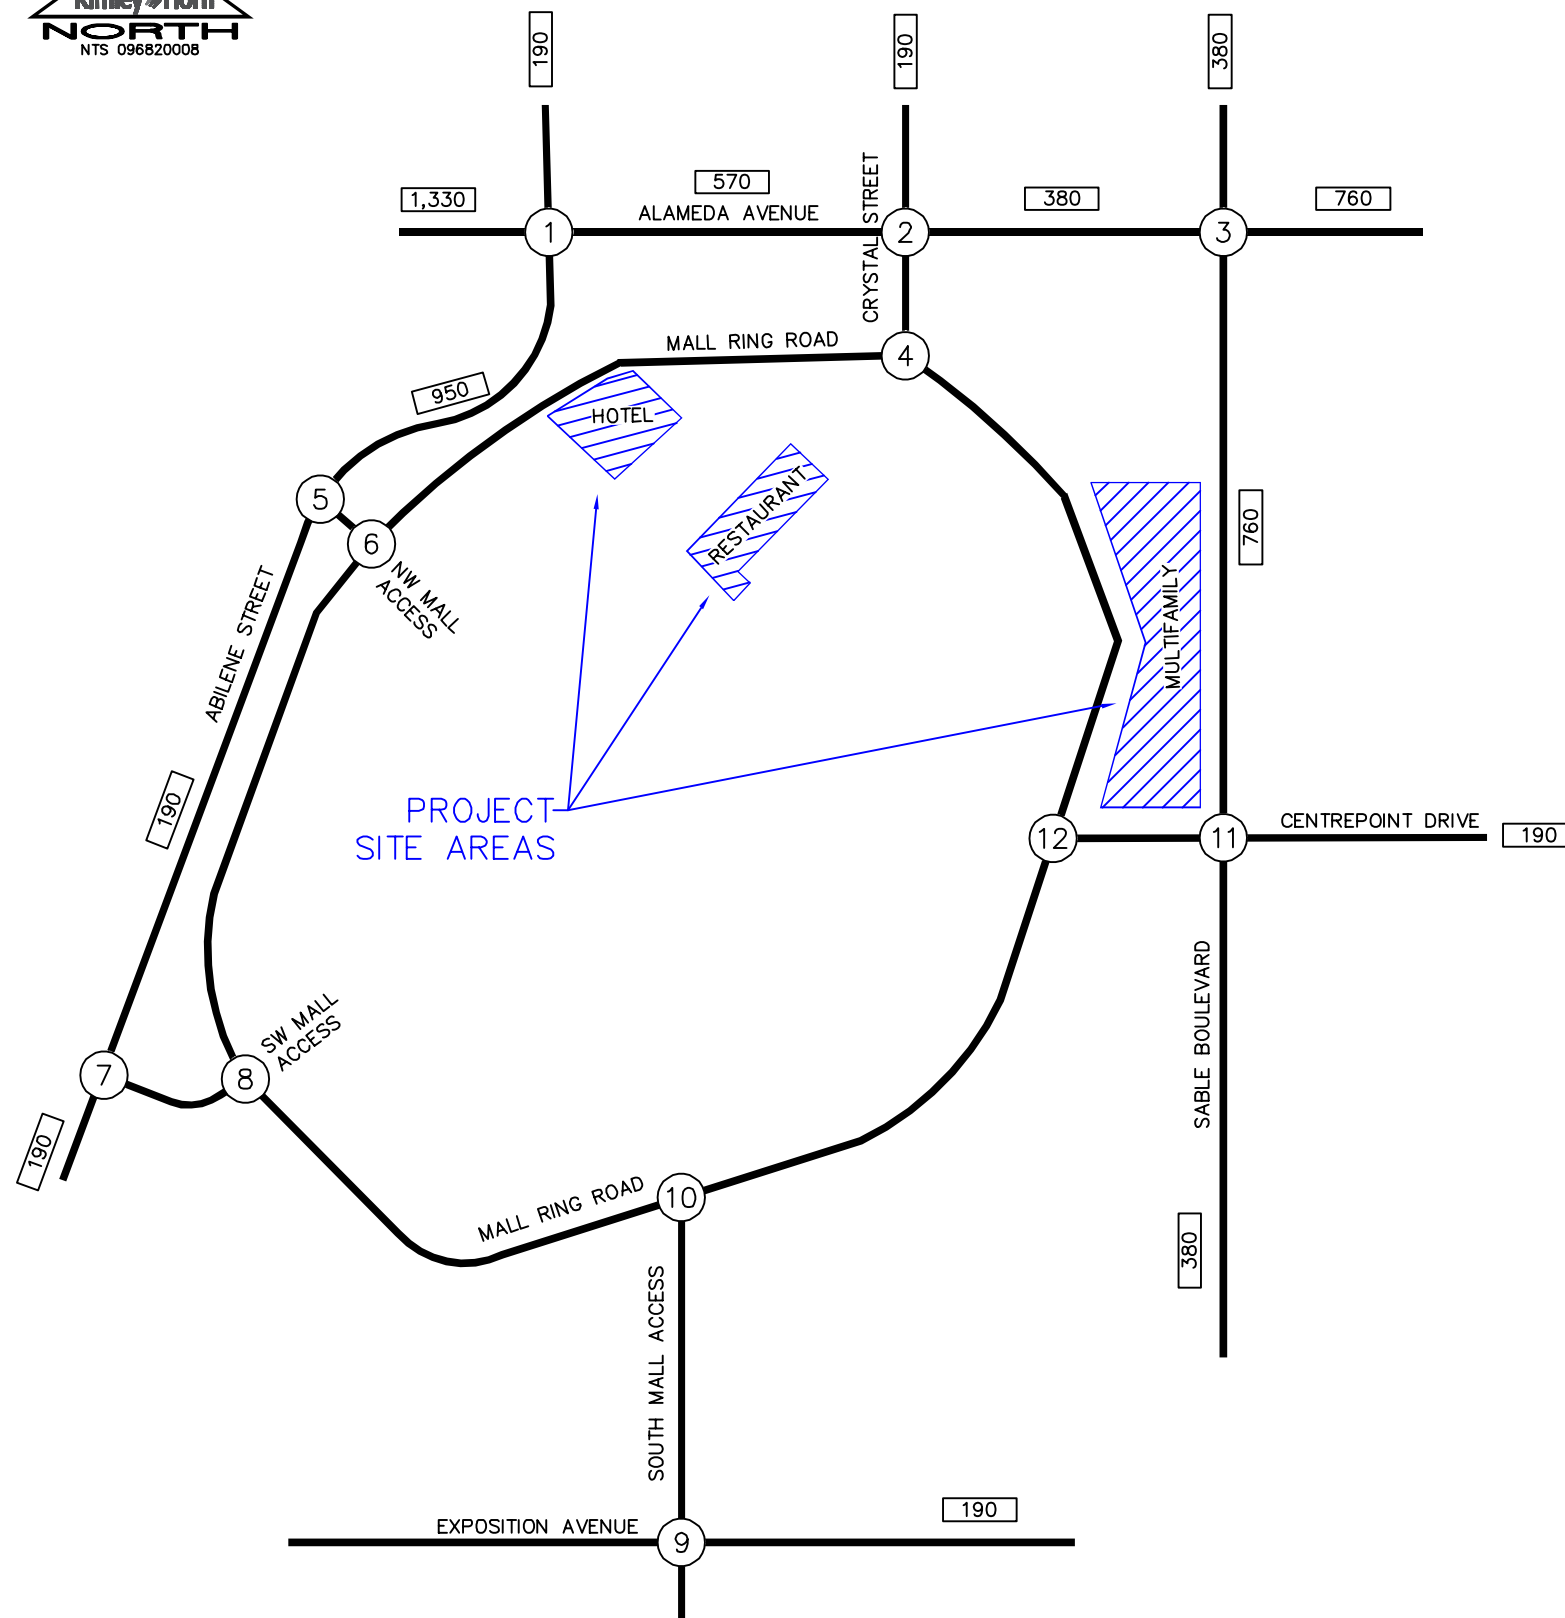 Kimley»Horn
NORTH
NTS 096820008
190
190
380
1,330
570
380
760
ALAMEDA AVENUE
CRYSTAL STREET
1
2
3
MALL RING ROAD
4
950
HOTEL
RESTAURANT
5
6
NW MALL
ACCESS
ABILENE STREET
760
MULTIFAMILY
190
PROJECT
SITE AREAS
12
11
CENTREPOINT DRIVE
190
SABLE BOULEVARD
SW MALL
ACCESS
7
8
190
MALL RING ROAD
10
380
SOUTH MALL ACCESS
190
EXPOSITION AVENUE
9